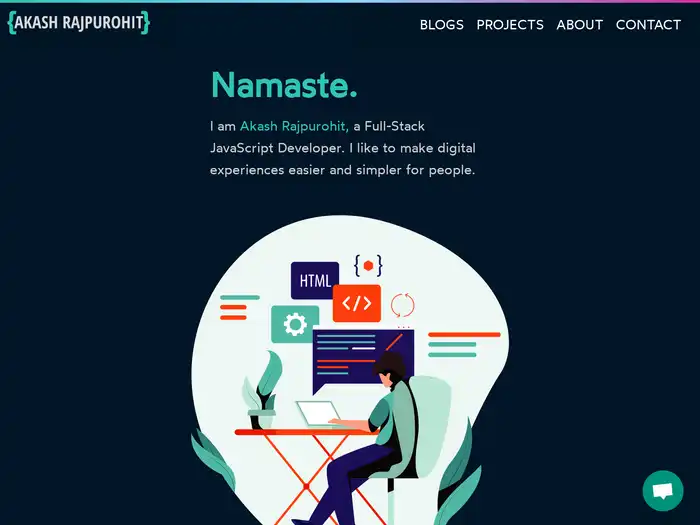 {AKASH RAJPUROHIT}
BLOGS PROJECTS ABOUT CONTACT
Namaste.
I am Akash Rajpurohit, a Full-Stack
JavaScript Developer. I like to make digital
experiences easier and simpler for people.
{ }
HTML
</>